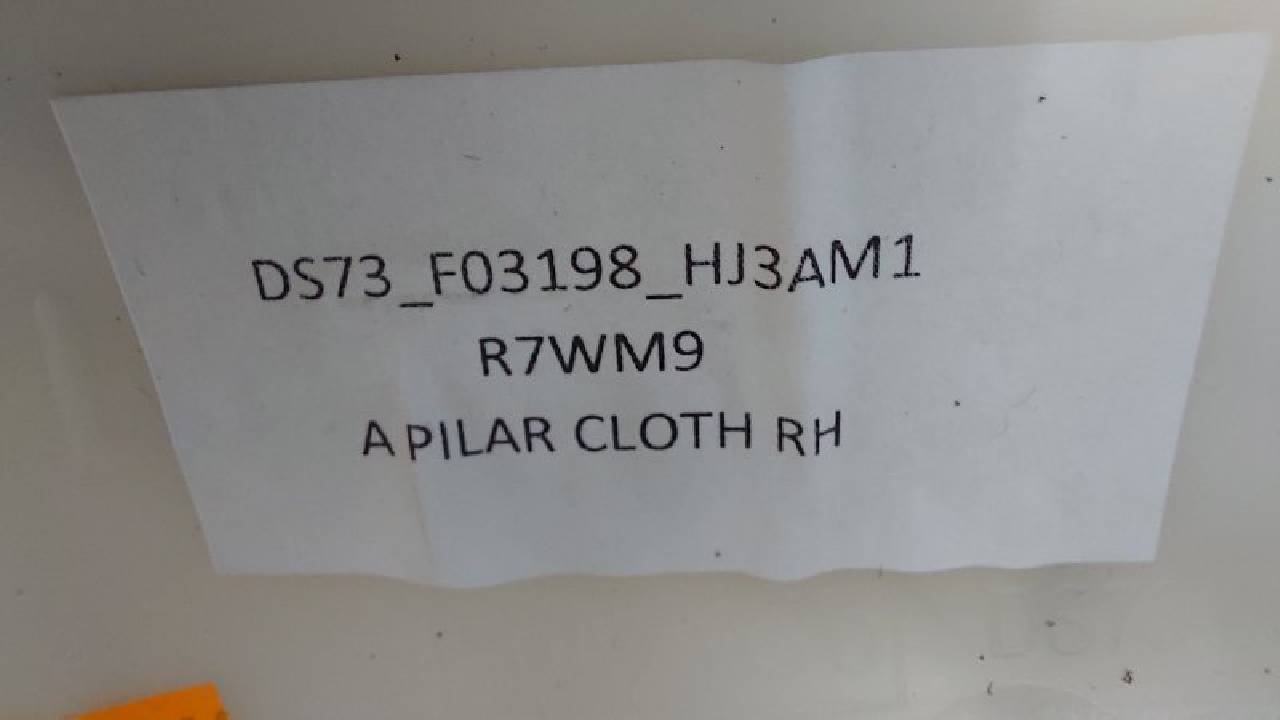 DS73_F03198_HJ3AM1
R7WM9
A PILAR CLOTH RH